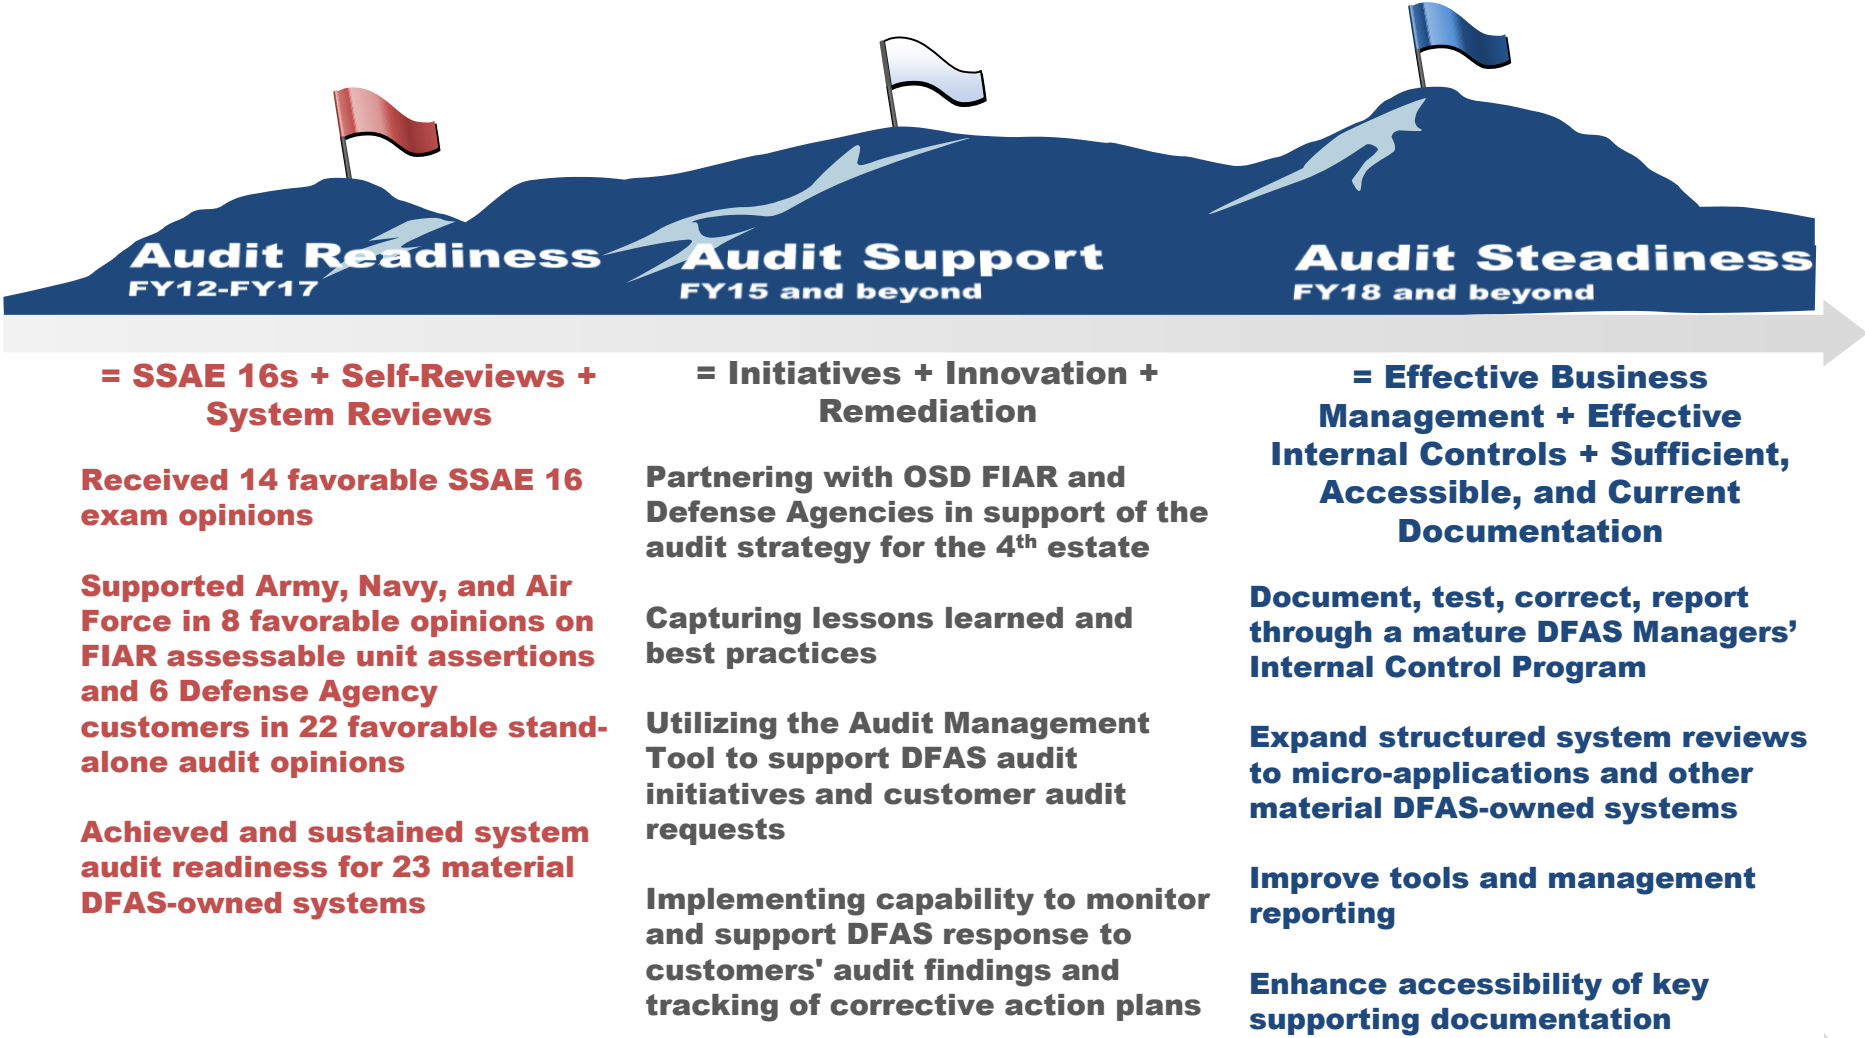 Audit Readiness
FY12-FY17
Audit Support
FY15 and beyond
Audit Steadiness
FY18 and beyond
= SSAE 16s + Self-Reviews +
System Reviews
Received 14 favorable SSAE 16
exam opinions
Supported Army, Navy, and Air
Force in 8 favorable opinions on
FIAR assessable unit assertions
and 6 Defense Agency
customers in 22 favorable stand-
alone audit opinions
Achieved and sustained system
audit readiness for 23 material
DFAS-owned systems
= Initiatives + Innovation +
Remediation
Partnering with OSD FIAR and
Defense Agencies in support of the
audit strategy for the 4th estate
Capturing lessons learned and
best practices
Utilizing the Audit Management
Tool to support DFAS audit
initiatives and customer audit
requests
Implementing capability to monitor
and support DFAS response to
customers' audit findings and
tracking of corrective action plans
= Effective Business
Management + Effective
Internal Controls + Sufficient,
Accessible, and Current
Documentation
Document, test, correct, report
through a mature DFAS Managers’
Internal Control Program
Expand structured system reviews
to micro-applications and other
material DFAS-owned systems
Improve tools and management
reporting
Enhance accessibility of key
supporting documentation